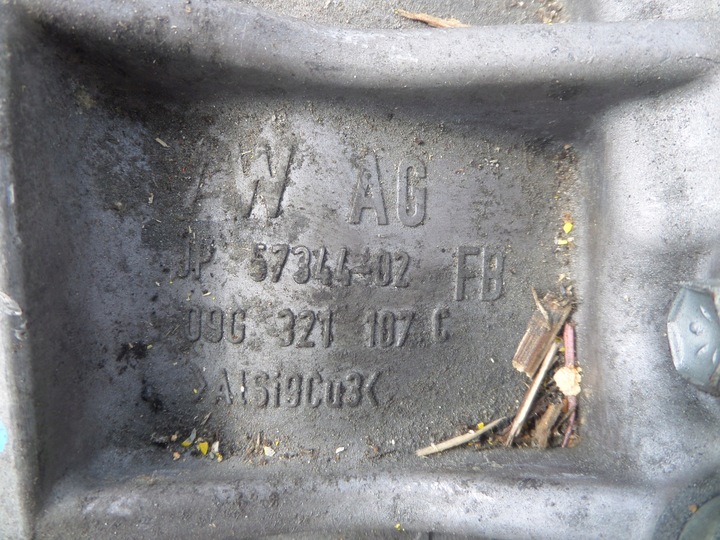 VW AG
JP 57344-02 FB
09G 321 107 C
>AlSi9Cu3<